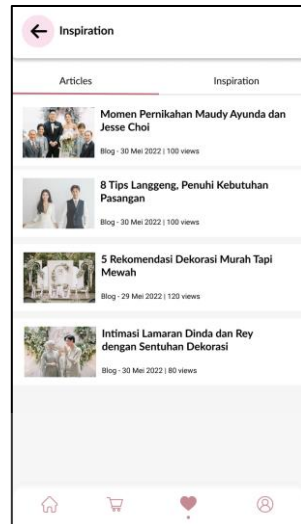 Inspiration
Articles
Inspiration
Momen Pernikahan Maudy Ayunda dan
Jesse Choi
Blog - 30 Mei 2022 | 100 views
8 Tips Langgeng, Penuhi Kebutuhan
Pasangan
Blog - 30 Mei 2022 | 100 views
5 Rekomendasi Dekorasi Murah Tapi
Mewah
Blog - 29 Mei 2022 | 120 views
Intimasi Lamaran Dinda dan Rey
dengan Sentuhan Dekorasi
Blog - 30 Mei 2022 | 80 views